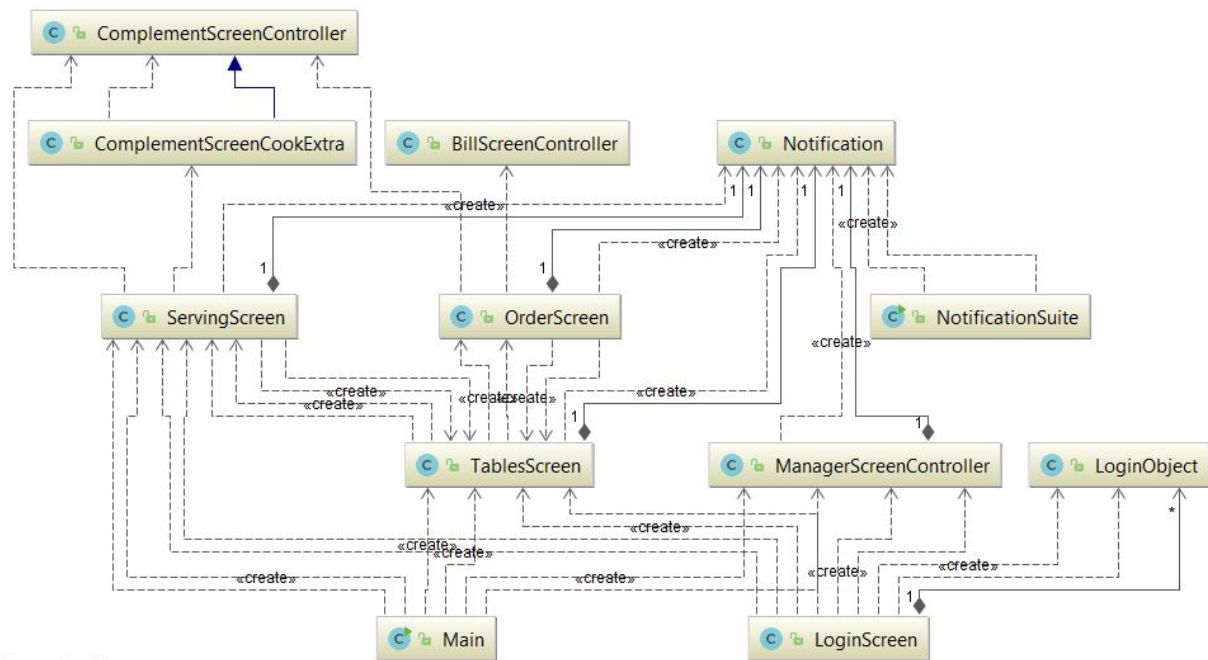 C ComplementScreenController
C ComplementScreenCookExtra
C BillScreenController
C Notification
1 1 1 1
«create»
«create»
«create»
1
1
C ServingScreen
C OrderScreen
C NotificationSuite
«create»
«create»
«create»
«create»
«create»
1
1
C TablesScreen
C ManagerScreenController
C LoginObject
*
«create»
«create»
«create»
«create»
«create»
«create»
«create»
1
C Main
C LoginScreen